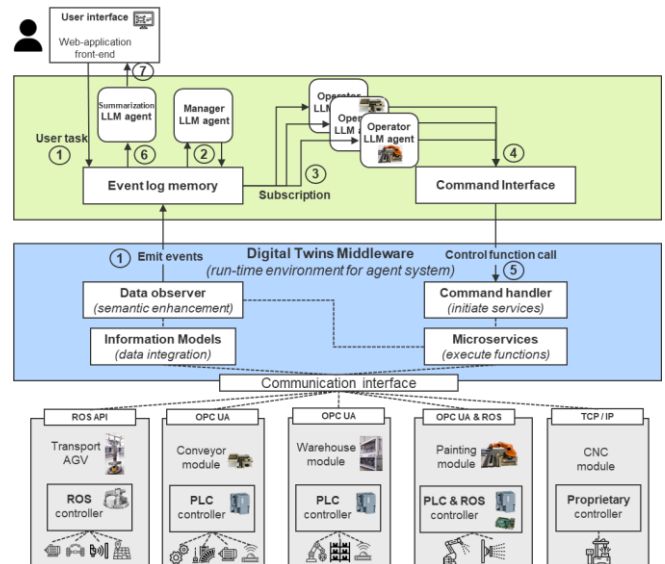 User interface
Web-application
front-end
7
Summarization
LLM agent
Manager
LLM agent
Operator
LLM
Oper
LLM a
Operator
LLM agent
User task
1
6
2
3
4
Event log memory
Subscription
Command Interface
1
Emit events
Digital Twins Middleware
(run-time environment for agent system)
Control function call
5
Data observer
(semantic enhancement)
Command handler
(initiate services)
Information Models
(data integration)
Microservices
(execute functions)
Communication interface
ROS API
OPC UA
OPC UA
OPC UA & ROS
TCP / IP
Transport
AGV
Conveyor
module
Warehouse
module
Painting
module
CNC
module
ROS
controller
PLC
controller
PLC
controller
PLC & ROS
controller
Proprietary
controller